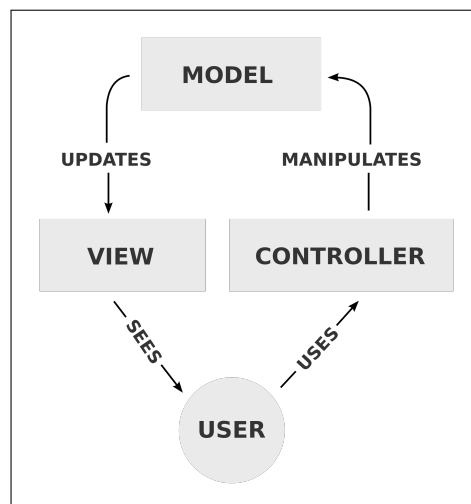 MODEL
UPDATES
MANIPULATES
VIEW
CONTROLLER
SEES
USES
USER